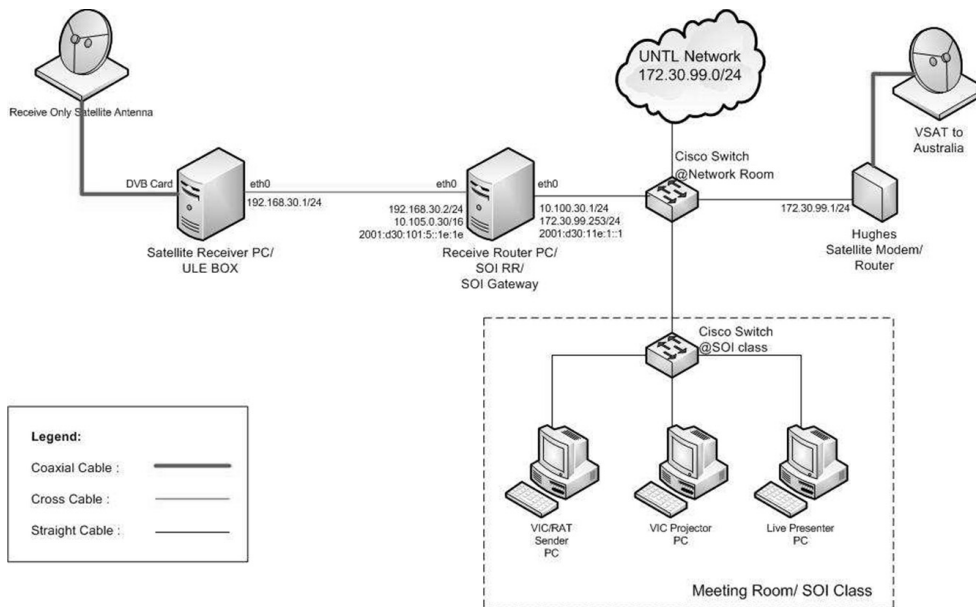 UNTL Network
172.30.99.0/24
Receive Only Satellite Antenna
VSAT to
Australia
Cisco Switch
@Network Room
DVB Card
eth0
192.168.30.1/24
eth0
192.168.30.2/24
10.105.0.30/16
2001:d30:101:5::1e:1e
eth0
10.100.30.1/24
172.30.99.253/24
2001:d30:11e:1::1
172.30.99.1/24
Satellite Receiver PC/
ULE BOX
Receive Router PC/
SOI RR/
SOI Gateway
Hughes
Satellite Modem/
Router
Cisco Switch
@SOI class
Legend:
Coaxial Cable :
Cross Cable :
Straight Cable :
VIC/RAT
Sender
PC
VIC Projector
PC
Live Presenter
PC
Meeting Room/ SOI Class